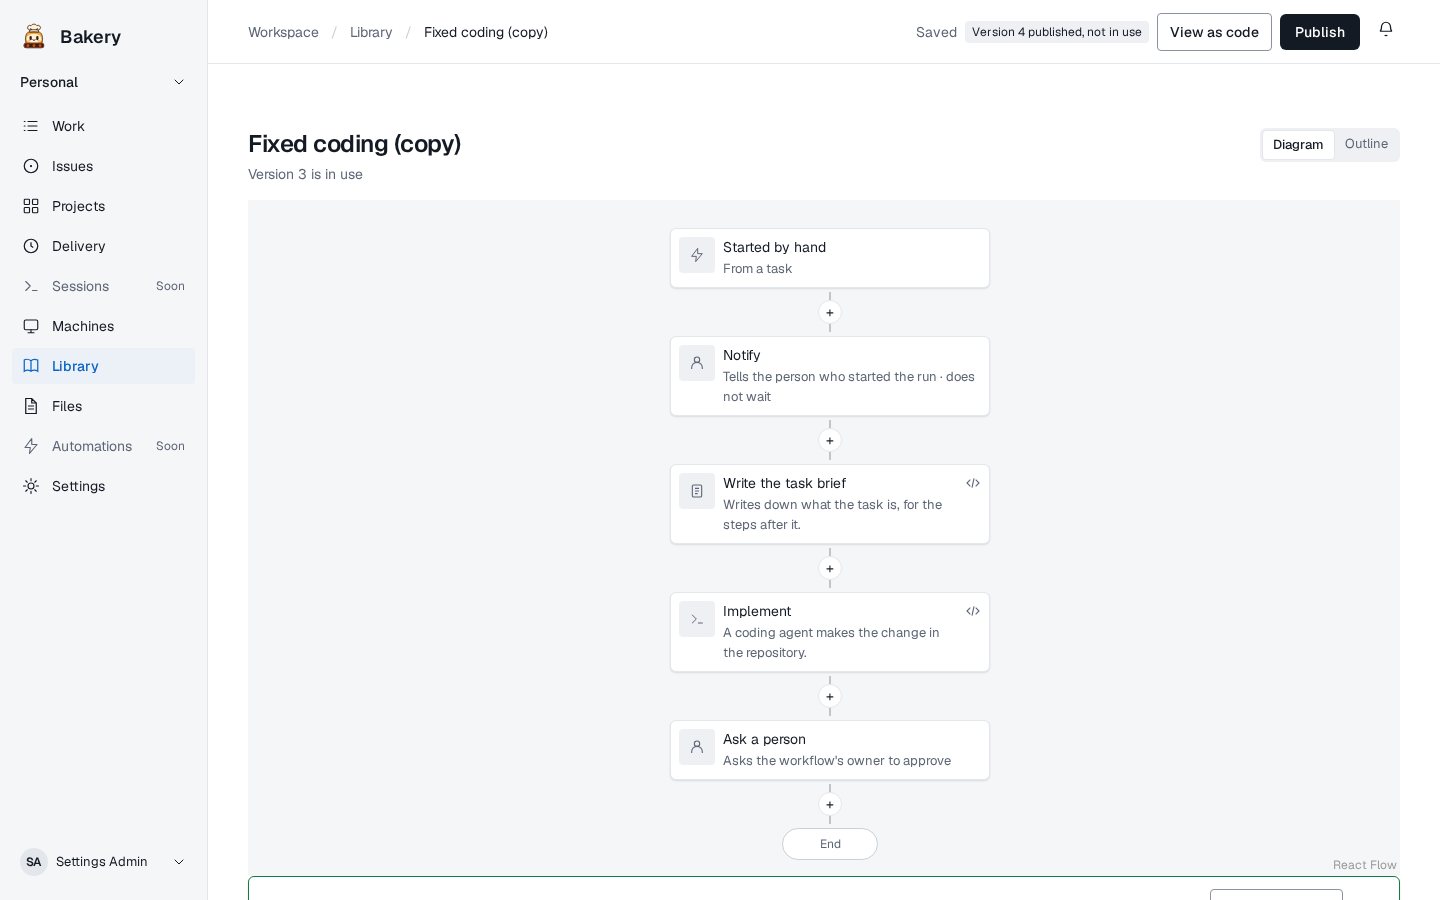 Bakery
Personal
Work
Issues
Projects
Delivery
Sessions Soon
Machines
Library
Files
Automations Soon
Settings
SA Settings Admin
Workspace / Library / Fixed coding (copy)
Saved Version 4 published, not in use View as code Publish
Fixed coding (copy)
Version 3 is in use
Diagram Outline
Started by hand
From a task
+
Notify
Tells the person who started the run · does
not wait
+
Write the task brief
Writes down what the task is, for the
steps after it.
+
Implement
A coding agent makes the change in
the repository.
+
Ask a person
Asks the workflow's owner to approve
+
End
React Flow